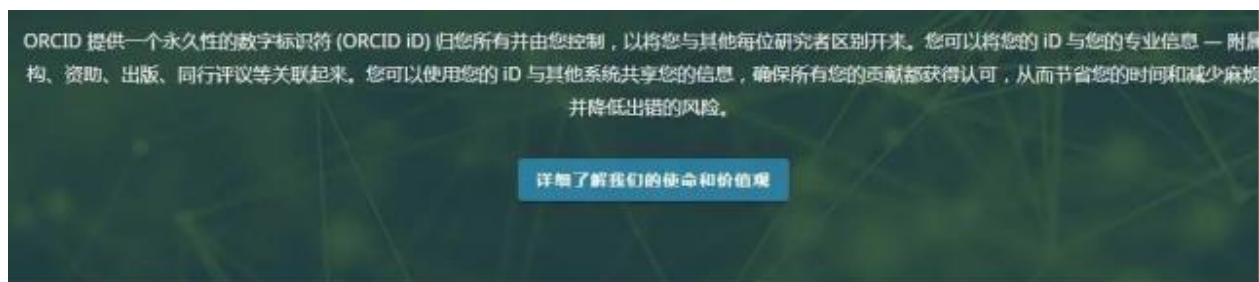 ORCID 提供一个永久性的数字标识符 (ORCID iD) 归您所有并由您控制，以将您与其他每位研究者区别开来。您可以将您的 iD 与您的专业信息 — 附属
构、资助、出版、同行评议等关联起来。您可以使用您的 iD 与其他系统共享您的信息，确保所有您的贡献都获得认可，从而节省您的时间和减少麻烦
并降低出错的风险。
详细了解我们的使命和价值观